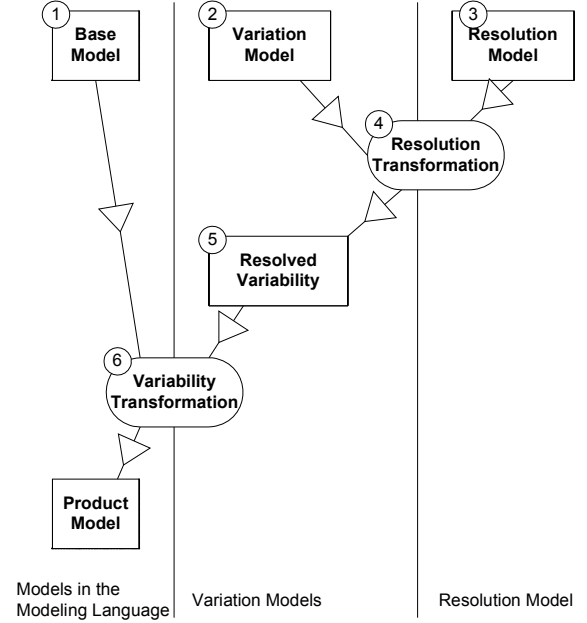 1
Base
Model
2
Variation
Model
3
Resolution
Model
4
Resolution
Transformation
5
Resolved
Variability
6
Variability
Transformation
Product
Model
Models in the
Modeling Language
Variation Models
Resolution Model